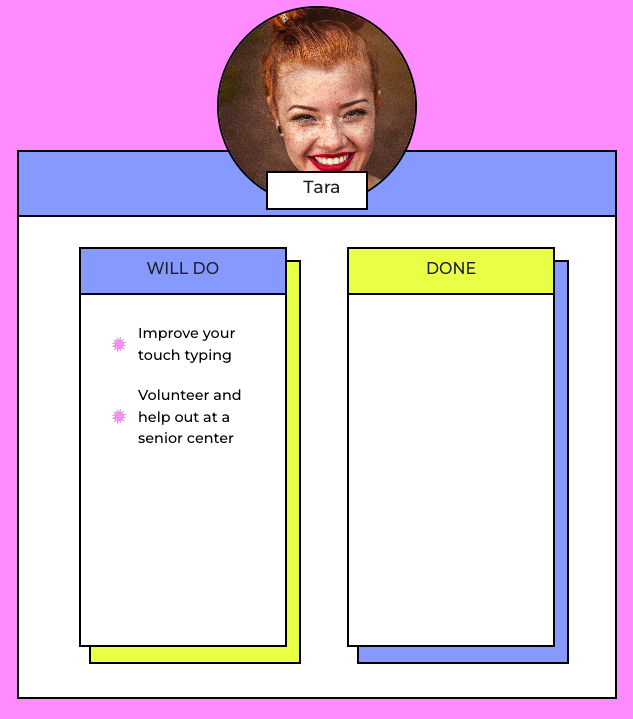 Tara
WILL DO
Improve your
touch typing
Volunteer and
help out at a
senior center
DONE